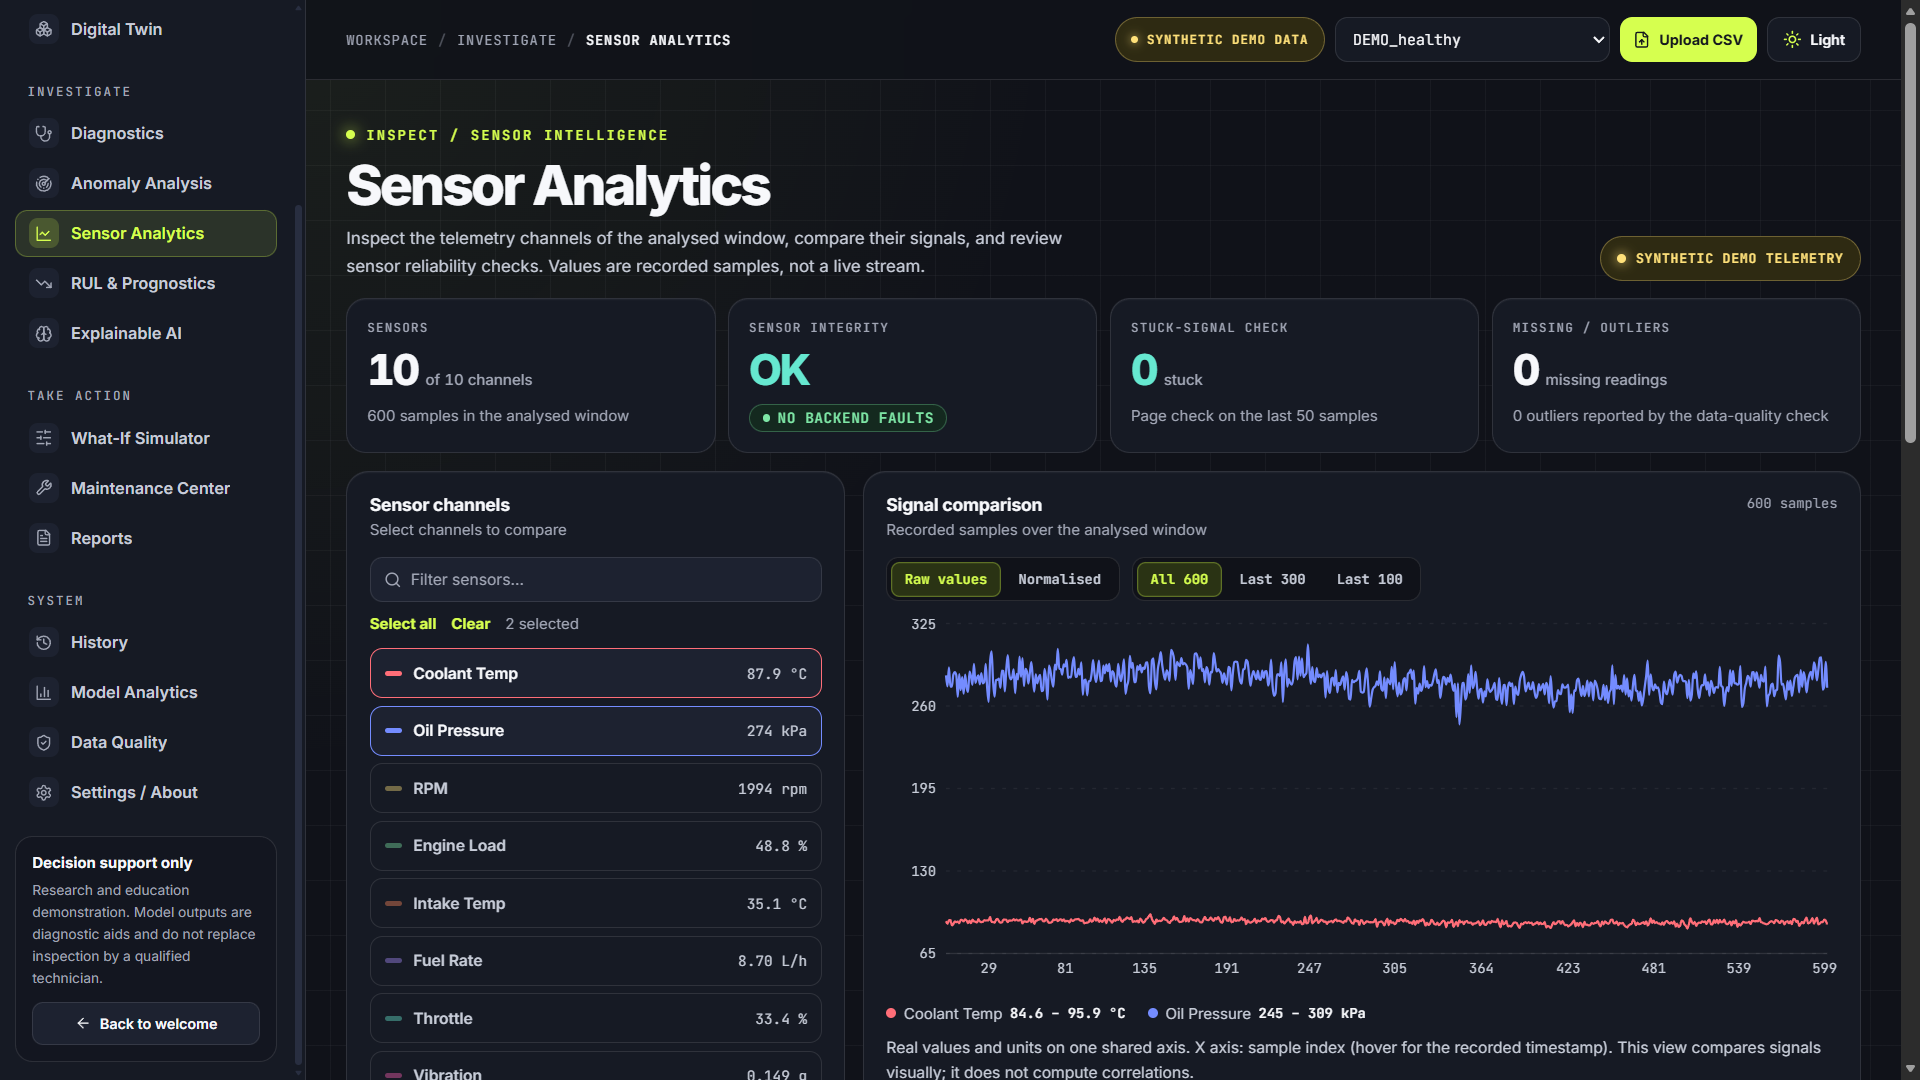 Digital Twin
INVESTIGATE
Diagnostics
Anomaly Analysis
Sensor Analytics
RUL & Prognostics
Explainable AI
TAKE ACTION
What-If Simulator
Maintenance Center
Reports
SYSTEM
History
Model Analytics
Data Quality
Settings / About
Decision support only
Research and education
demonstration. Model outputs are
diagnostic aids and do not replace
inspection by a qualified
technician.
Back to welcome
WORKSPACE / INVESTIGATE / SENSOR ANALYTICS
SYNTHETIC DEMO DATA
DEMO_healthy
Upload CSV
Light
INSPECT / SENSOR INTELLIGENCE
Sensor Analytics
Inspect the telemetry channels of the analysed window, compare their signals, and review
sensor reliability checks. Values are recorded samples, not a live stream.
SYNTHETIC DEMO TELEMETRY
SENSORS
10 of 10 channels
600 samples in the analysed window
SENSOR INTEGRITY
OK
NO BACKEND FAULTS
STUCK-SIGNAL CHECK
0 stuck
Page check on the last 50 samples
MISSING / OUTLIERS
0 missing readings
0 outliers reported by the data-quality check
Sensor channels
Select channels to compare
Filter sensors...
Select all Clear 2 selected
Coolant Temp 87.9 °C
Oil Pressure 274 kPa
RPM 1994 rpm
Engine Load 48.8 %
Intake Temp 35.1 °C
Fuel Rate 8.70 L/h
Throttle 33.4 %
Vibration 0.149 g
Signal comparison
600 samples
Recorded samples over the analysed window
Raw values Normalised All 600 Last 300 Last 100
325
260
195
130
65
29 81 135 191 247 305 364 423 481 539 599
Coolant Temp 84.6 – 95.9 °C Oil Pressure 245 – 309 kPa
Real values and units on one shared axis. X axis: sample index (hover for the recorded timestamp). This view compares signals
visually; it does not compute correlations.